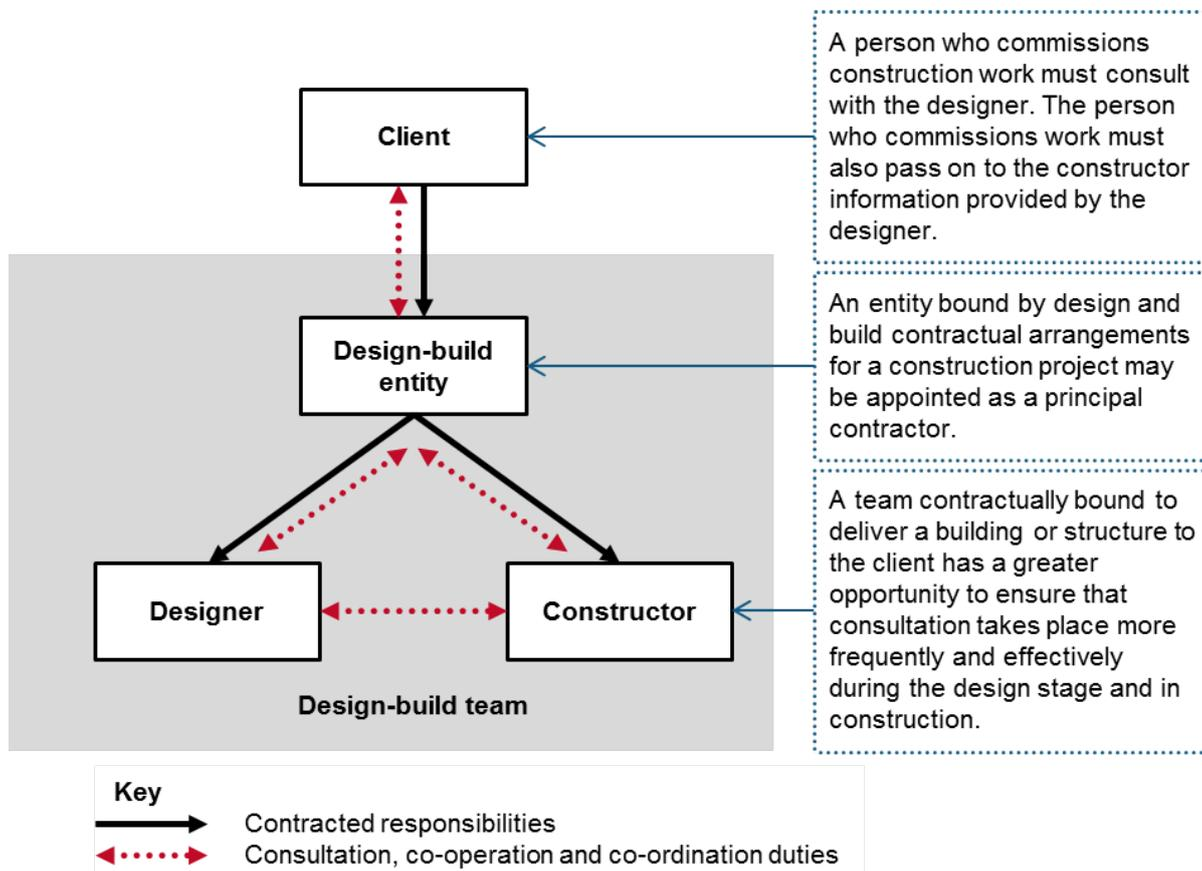 Client
Design-build
entity
Designer
Constructor
Design-build team
A person who commissions
construction work must consult
with the designer. The person
who commissions work must
also pass on to the constructor
information provided by the
designer.
An entity bound by design and
build contractual arrangements
for a construction project may
be appointed as a principal
contractor.
A team contractually bound to
deliver a building or structure to
the client has a greater
opportunity to ensure that
consultation takes place more
frequently and effectively
during the design stage and in
construction.
Key
Contracted responsibilities
Consultation, co-operation and co-ordination duties